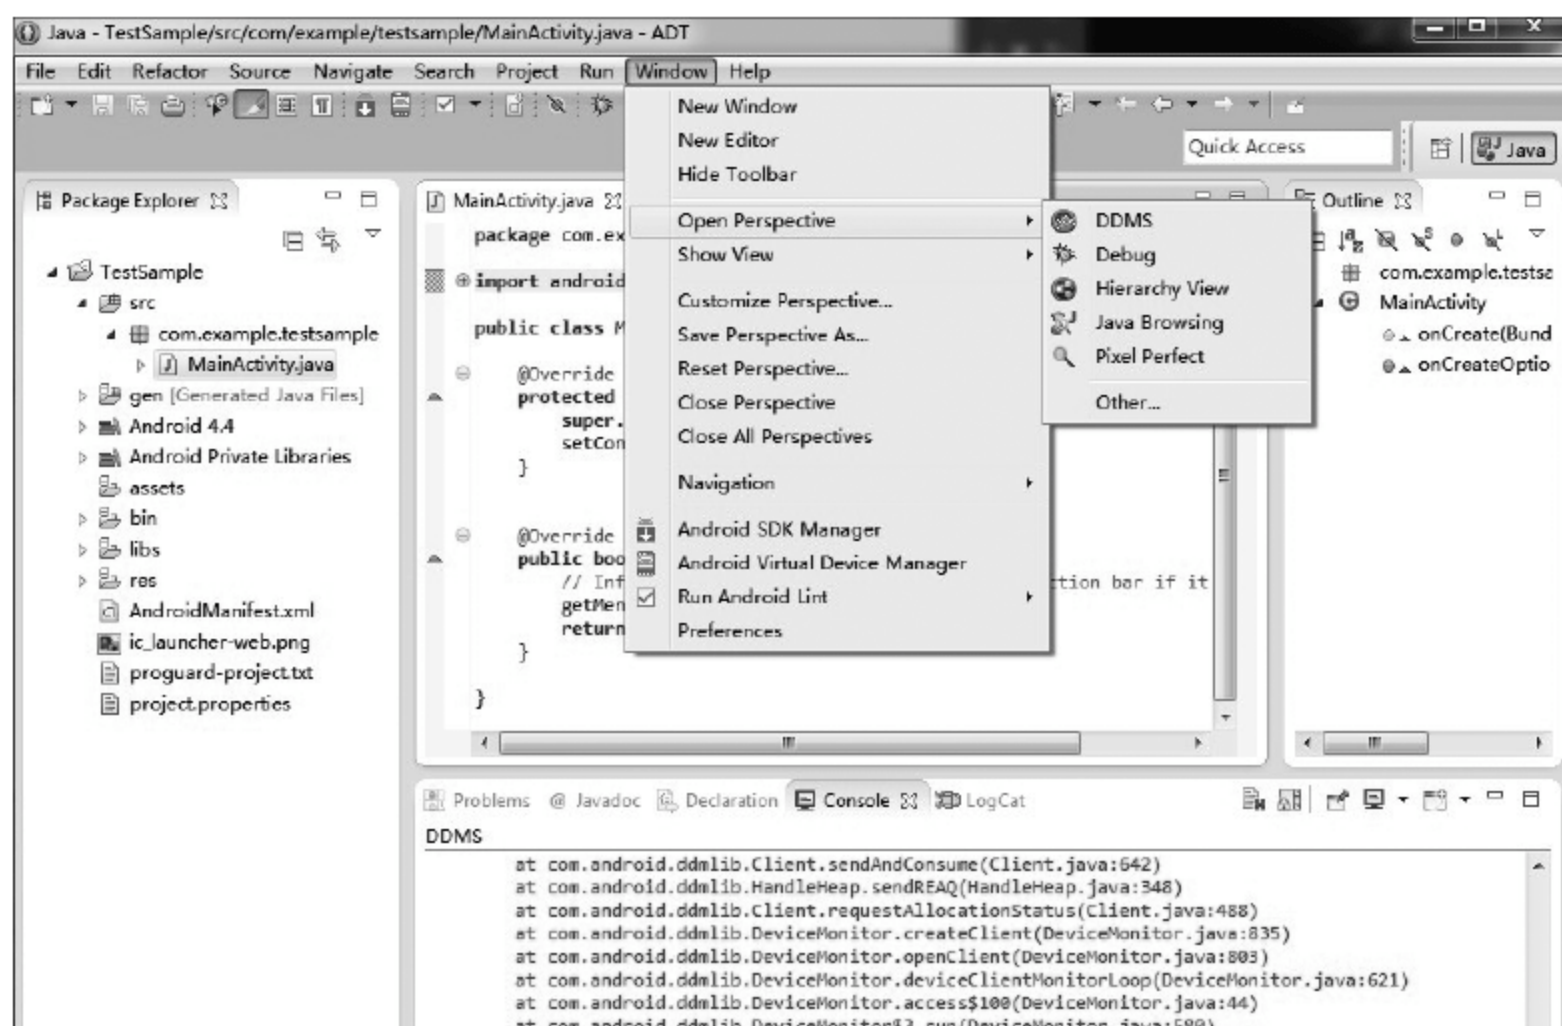 Java - TestSample/src/com/example/testsample/MainActivity.java - ADT
File Edit Refactor Source Navigate Search Project Run Window Help
Quick Access
Java
New Window
New Editor
Hide Toolbar
Open Perspective
Show View
Customize Perspective...
Save Perspective As...
Reset Perspective...
Close Perspective
Close All Perspectives
Navigation
Android SDK Manager
Android Virtual Device Manager
Run Android Lint
Preferences
DDMS
Debug
Hierarchy View
Java Browsing
Pixel Perfect
Other...
Package Explorer
TestSample
src
com.example.testsample
MainActivity.java
gen [Generated Java Files]
Android 4.4
Android Private Libraries
assets
bin
libs
res
AndroidManifest.xml
ic_launcher-web.png
proguard-project.txt
project.properties
MainActivity.java
package com.ex
import android
public class M
@Override
protected
super.
setCon
}
@Override
public boo
// Inf
tion bar if it
getMen
return
}
}
Outline
com.example.testsa
MainActivity
onCreate(Bund
onCreateOptio
Problems @ Javadoc Declaration Console LogCat
DDMS
at com.android.ddmlib.Client.sendAndConsume(Client.java:642)
at com.android.ddmlib.HandleHeap.sendREAQ(HandleHeap.java:348)
at com.android.ddmlib.Client.requestAllocationStatus(Client.java:488)
at com.android.ddmlib.DeviceMonitor.createClient(DeviceMonitor.java:835)
at com.android.ddmlib.DeviceMonitor.openClient(DeviceMonitor.java:803)
at com.android.ddmlib.DeviceMonitor.deviceClientMonitorLoop(DeviceMonitor.java:621)
at com.android.ddmlib.DeviceMonitor.access$100(DeviceMonitor.java:44)